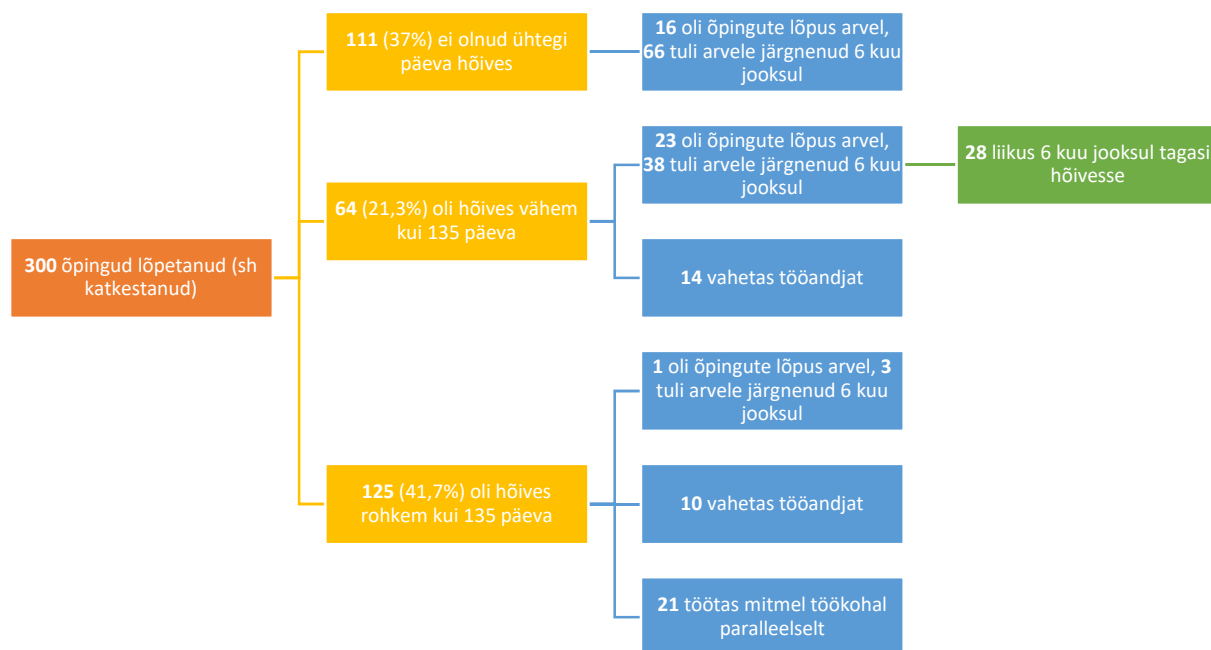 300 õpingud lõpetanud (sh
katkestanud)
111 (37%) ei olnud ühtegi
päeva hõives
16 oli õpingute lõpus arvel,
66 tuli arvele järgnenud 6 kuu
jooksul
64 (21,3%) oli hõives vähem
kui 135 päeva
23 oli õpingute lõpus arvel,
38 tuli arvele järgnenud 6 kuu
jooksul
28 liikus 6 kuu jooksul tagasi
hõivesse
14 vahetas tööandjat
125 (41,7%) oli hõives
rohkem kui 135 päeva
1 oli õpingute lõpus arvel, 3
tuli arvele järgnenud 6 kuu
jooksul
10 vahetas tööandjat
21 töötas mitmel töökohal
paralleelselt